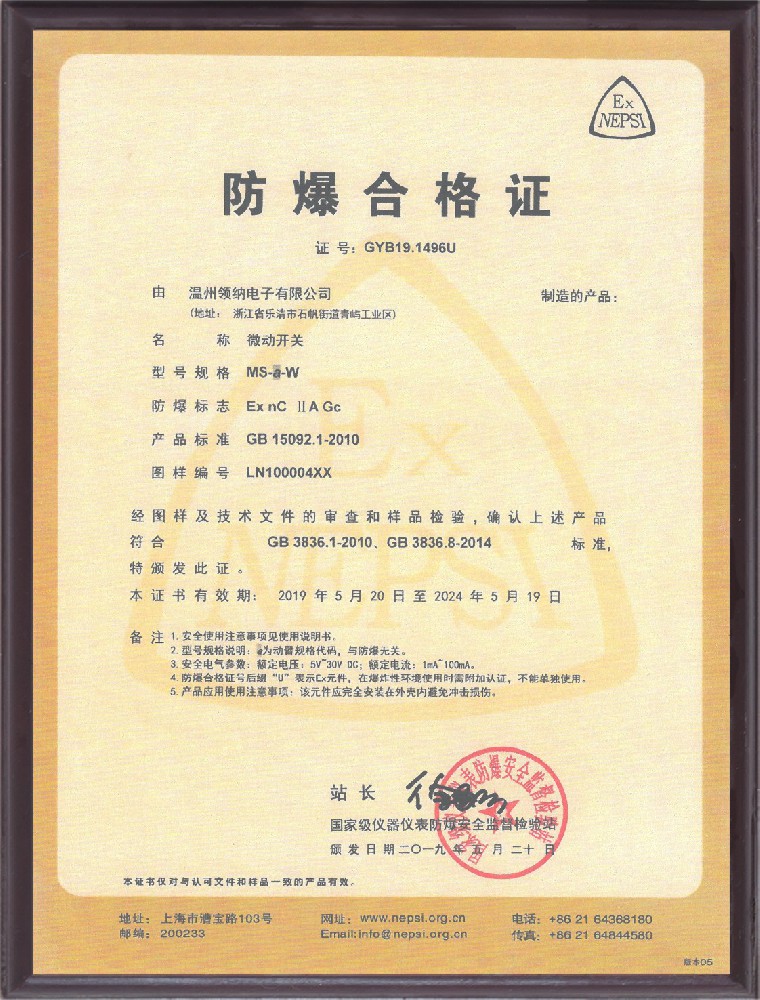 Ex
NEPSI
防爆合格证
证 号：GYB19.1496U
由 温州领纳电子有限公司 制造的产品：
(地址： 浙江省乐清市石帆街道青屿工业区)
名 称 微动开关
型号规格 MS-a-W
防爆标志 Ex nC ⅡA Gc
产品标准 GB 15092.1-2010
图样编号 LN100004XX
经图样及技术文件的审查和样品检验，确认上述产品
符合 GB 3836.1-2010、GB 3836.8-2014 标准，
特颁发此证。
本证书有效期： 2019 年 5 月 20 日 至 2024 年 5 月 19 日
备注 1. 安全使用注意事项见使用说明书。
2. 型号规格说明：a为动臂规格代码，与防爆无关。
3. 安全电气参数：额定电压：5V~30V DC；额定电流：1mA~100mA。
4. 防爆合格证号后缀“U”表示Ex元件，在爆炸性环境使用时需附加认证，不能单独使用。
5. 产品应用使用注意事项：该元件应完全安装在外壳内避免冲击损伤。
站 长
国家级仪器仪表防爆安全监督检验站
颁发日期二〇一九年五月二十日
本证书仅对与认可文件和样品一致的产品有效。
地址： 上海市漕宝路103号 网址： www.nepsi.org.cn 电话： +86 21 64368180
邮编： 200233 Email:info@nepsi.org.cn 传真： +86 21 64844580
版本05